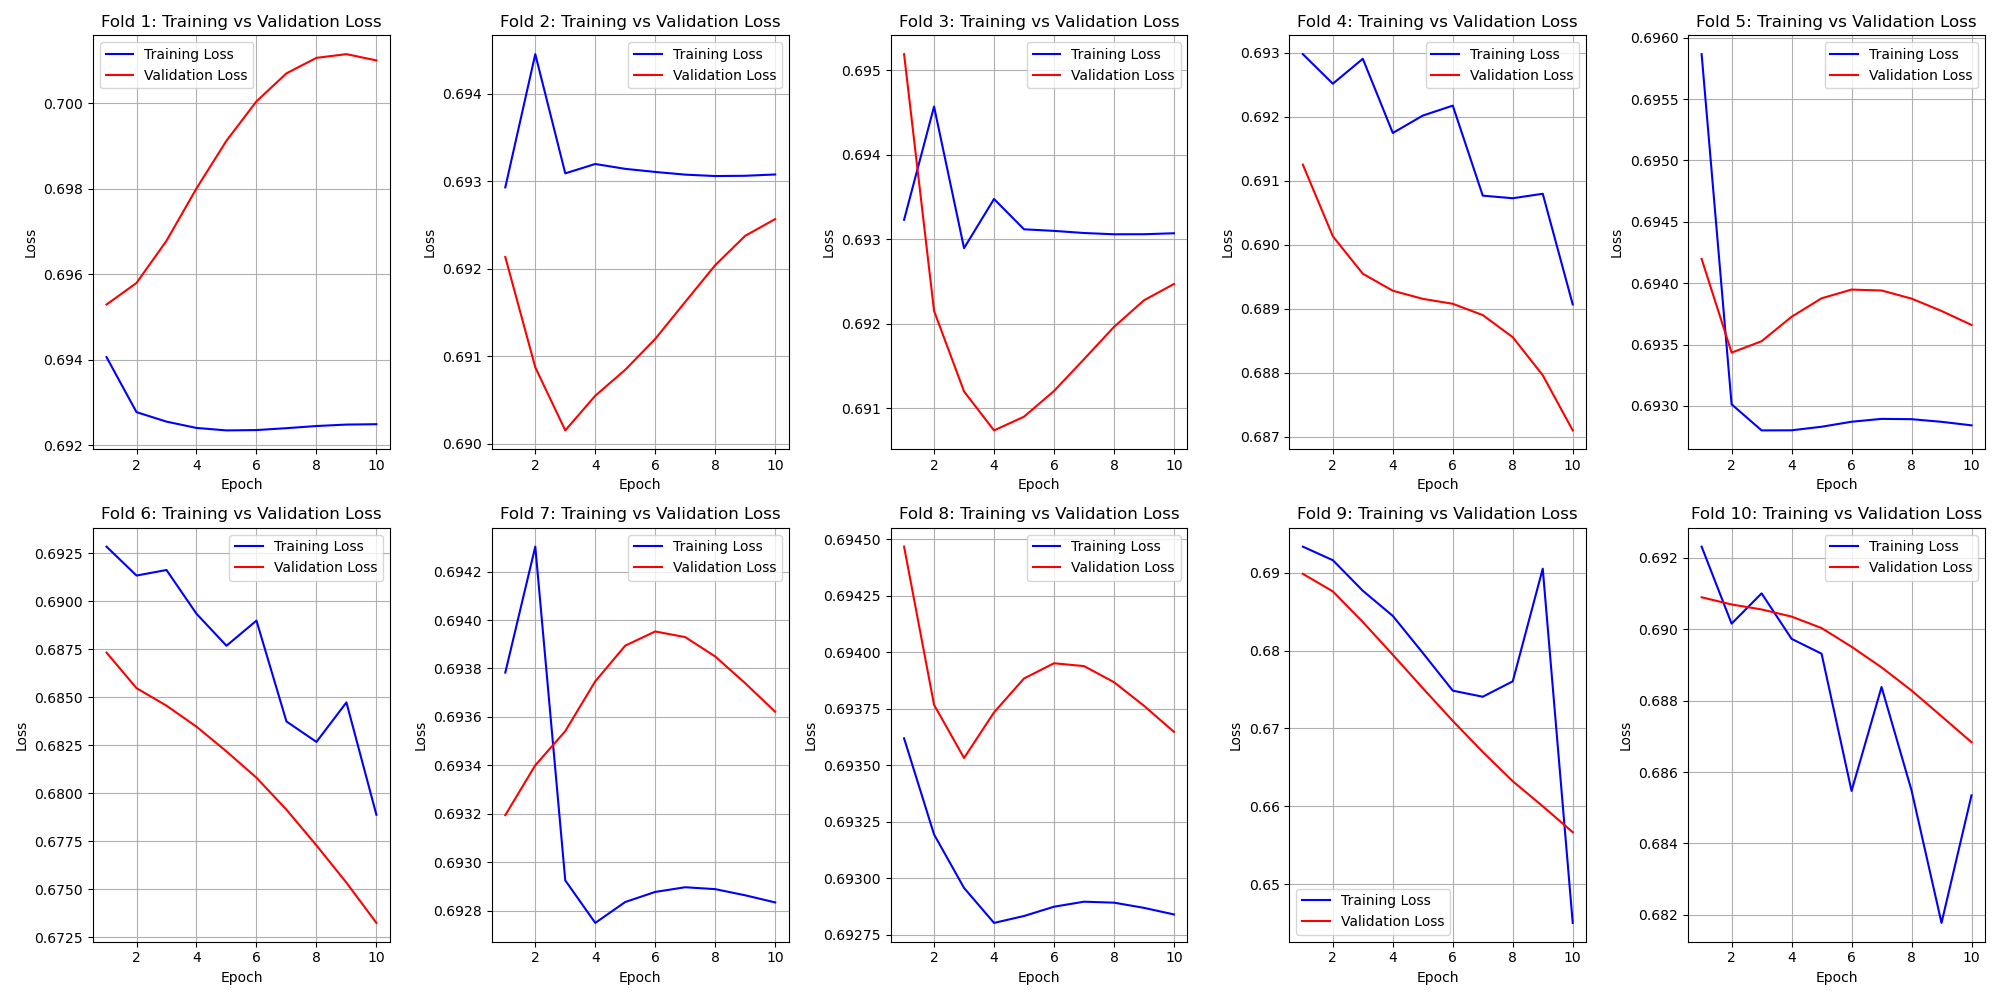 Fold 1: Training vs Validation Loss
Training Loss
Validation Loss
0.700
0.698
0.696
0.694
0.692
Loss
2 4 6 8 10
Epoch
Fold 2: Training vs Validation Loss
Training Loss
Validation Loss
0.694
0.693
0.692
0.691
0.690
Loss
2 4 6 8 10
Epoch
Fold 3: Training vs Validation Loss
Training Loss
Validation Loss
0.695
0.694
0.693
0.692
0.691
Loss
2 4 6 8 10
Epoch
Fold 4: Training vs Validation Loss
Training Loss
Validation Loss
0.693
0.692
0.691
0.690
0.689
0.688
0.687
Loss
2 4 6 8 10
Epoch
Fold 5: Training vs Validation Loss
Training Loss
Validation Loss
0.6960
0.6955
0.6950
0.6945
0.6940
0.6935
0.6930
Loss
2 4 6 8 10
Epoch
Fold 6: Training vs Validation Loss
Training Loss
Validation Loss
0.6925
0.6900
0.6875
0.6850
0.6825
0.6800
0.6775
0.6750
0.6725
Loss
2 4 6 8 10
Epoch
Fold 7: Training vs Validation Loss
Training Loss
Validation Loss
0.6942
0.6940
0.6938
0.6936
0.6934
0.6932
0.6930
0.6928
Loss
2 4 6 8 10
Epoch
Fold 8: Training vs Validation Loss
Training Loss
Validation Loss
0.69450
0.69425
0.69400
0.69375
0.69350
0.69325
0.69300
0.69275
Loss
2 4 6 8 10
Epoch
Fold 9: Training vs Validation Loss
0.69
0.68
0.67
0.66
0.65
Loss
Training Loss
Validation Loss
2 4 6 8 10
Epoch
Fold 10: Training vs Validation Loss
Training Loss
Validation Loss
0.692
0.690
0.688
0.686
0.684
0.682
Loss
2 4 6 8 10
Epoch